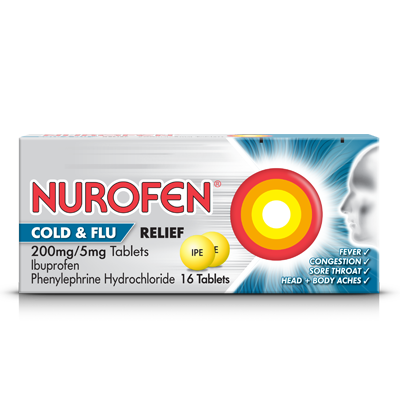 NUROFEN®
COLD & FLU RELIEF
200mg/5mg Tablets
Ibuprofen
Phenylephrine Hydrochloride 16 Tablets
IPE
E
FEVER ✓
CONGESTION ✓
SORE THROAT ✓
HEAD + BODY ACHES ✓